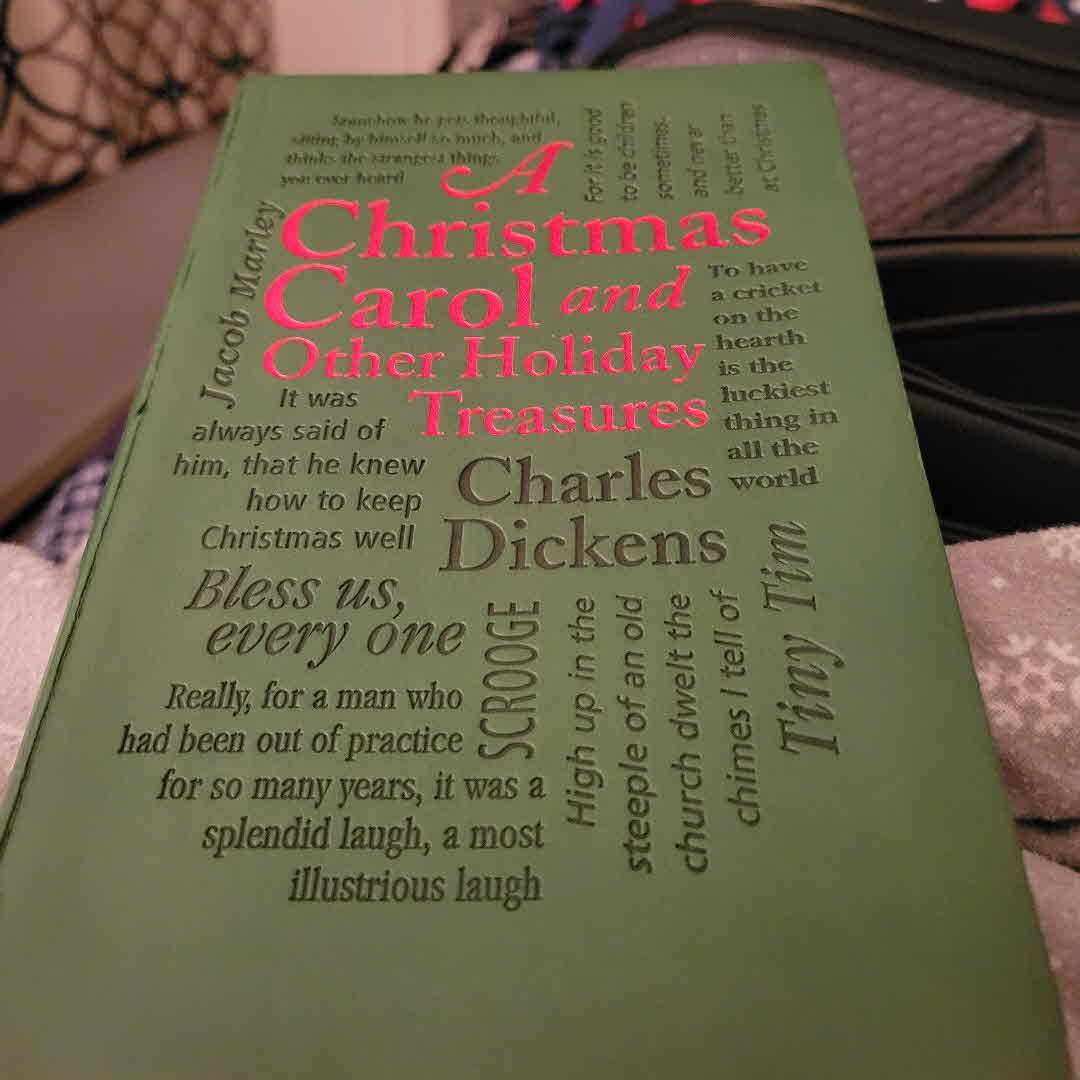 Somehow he gets thoughtful,
sitting by himself so much, and
thinks the strangest things
you ever heard
For it is good
to be children
sometimes,
and never
better than
at Christmas
A
Christmas
Carol and
Other Holiday
Treasures
Jacob Marley
To have
a cricket
on the
hearth
is the
luckiest
thing in
all the
world
It was
always said of
him, that he knew
how to keep
Christmas well
Charles
Dickens
Bless us,
every one
SCROOGE
High up in the
steeple of an old
church dwelt the
chimes I tell of
Tiny Tim
Really, for a man who
had been out of practice
for so many years, it was a
splendid laugh, a most
illustrious laugh